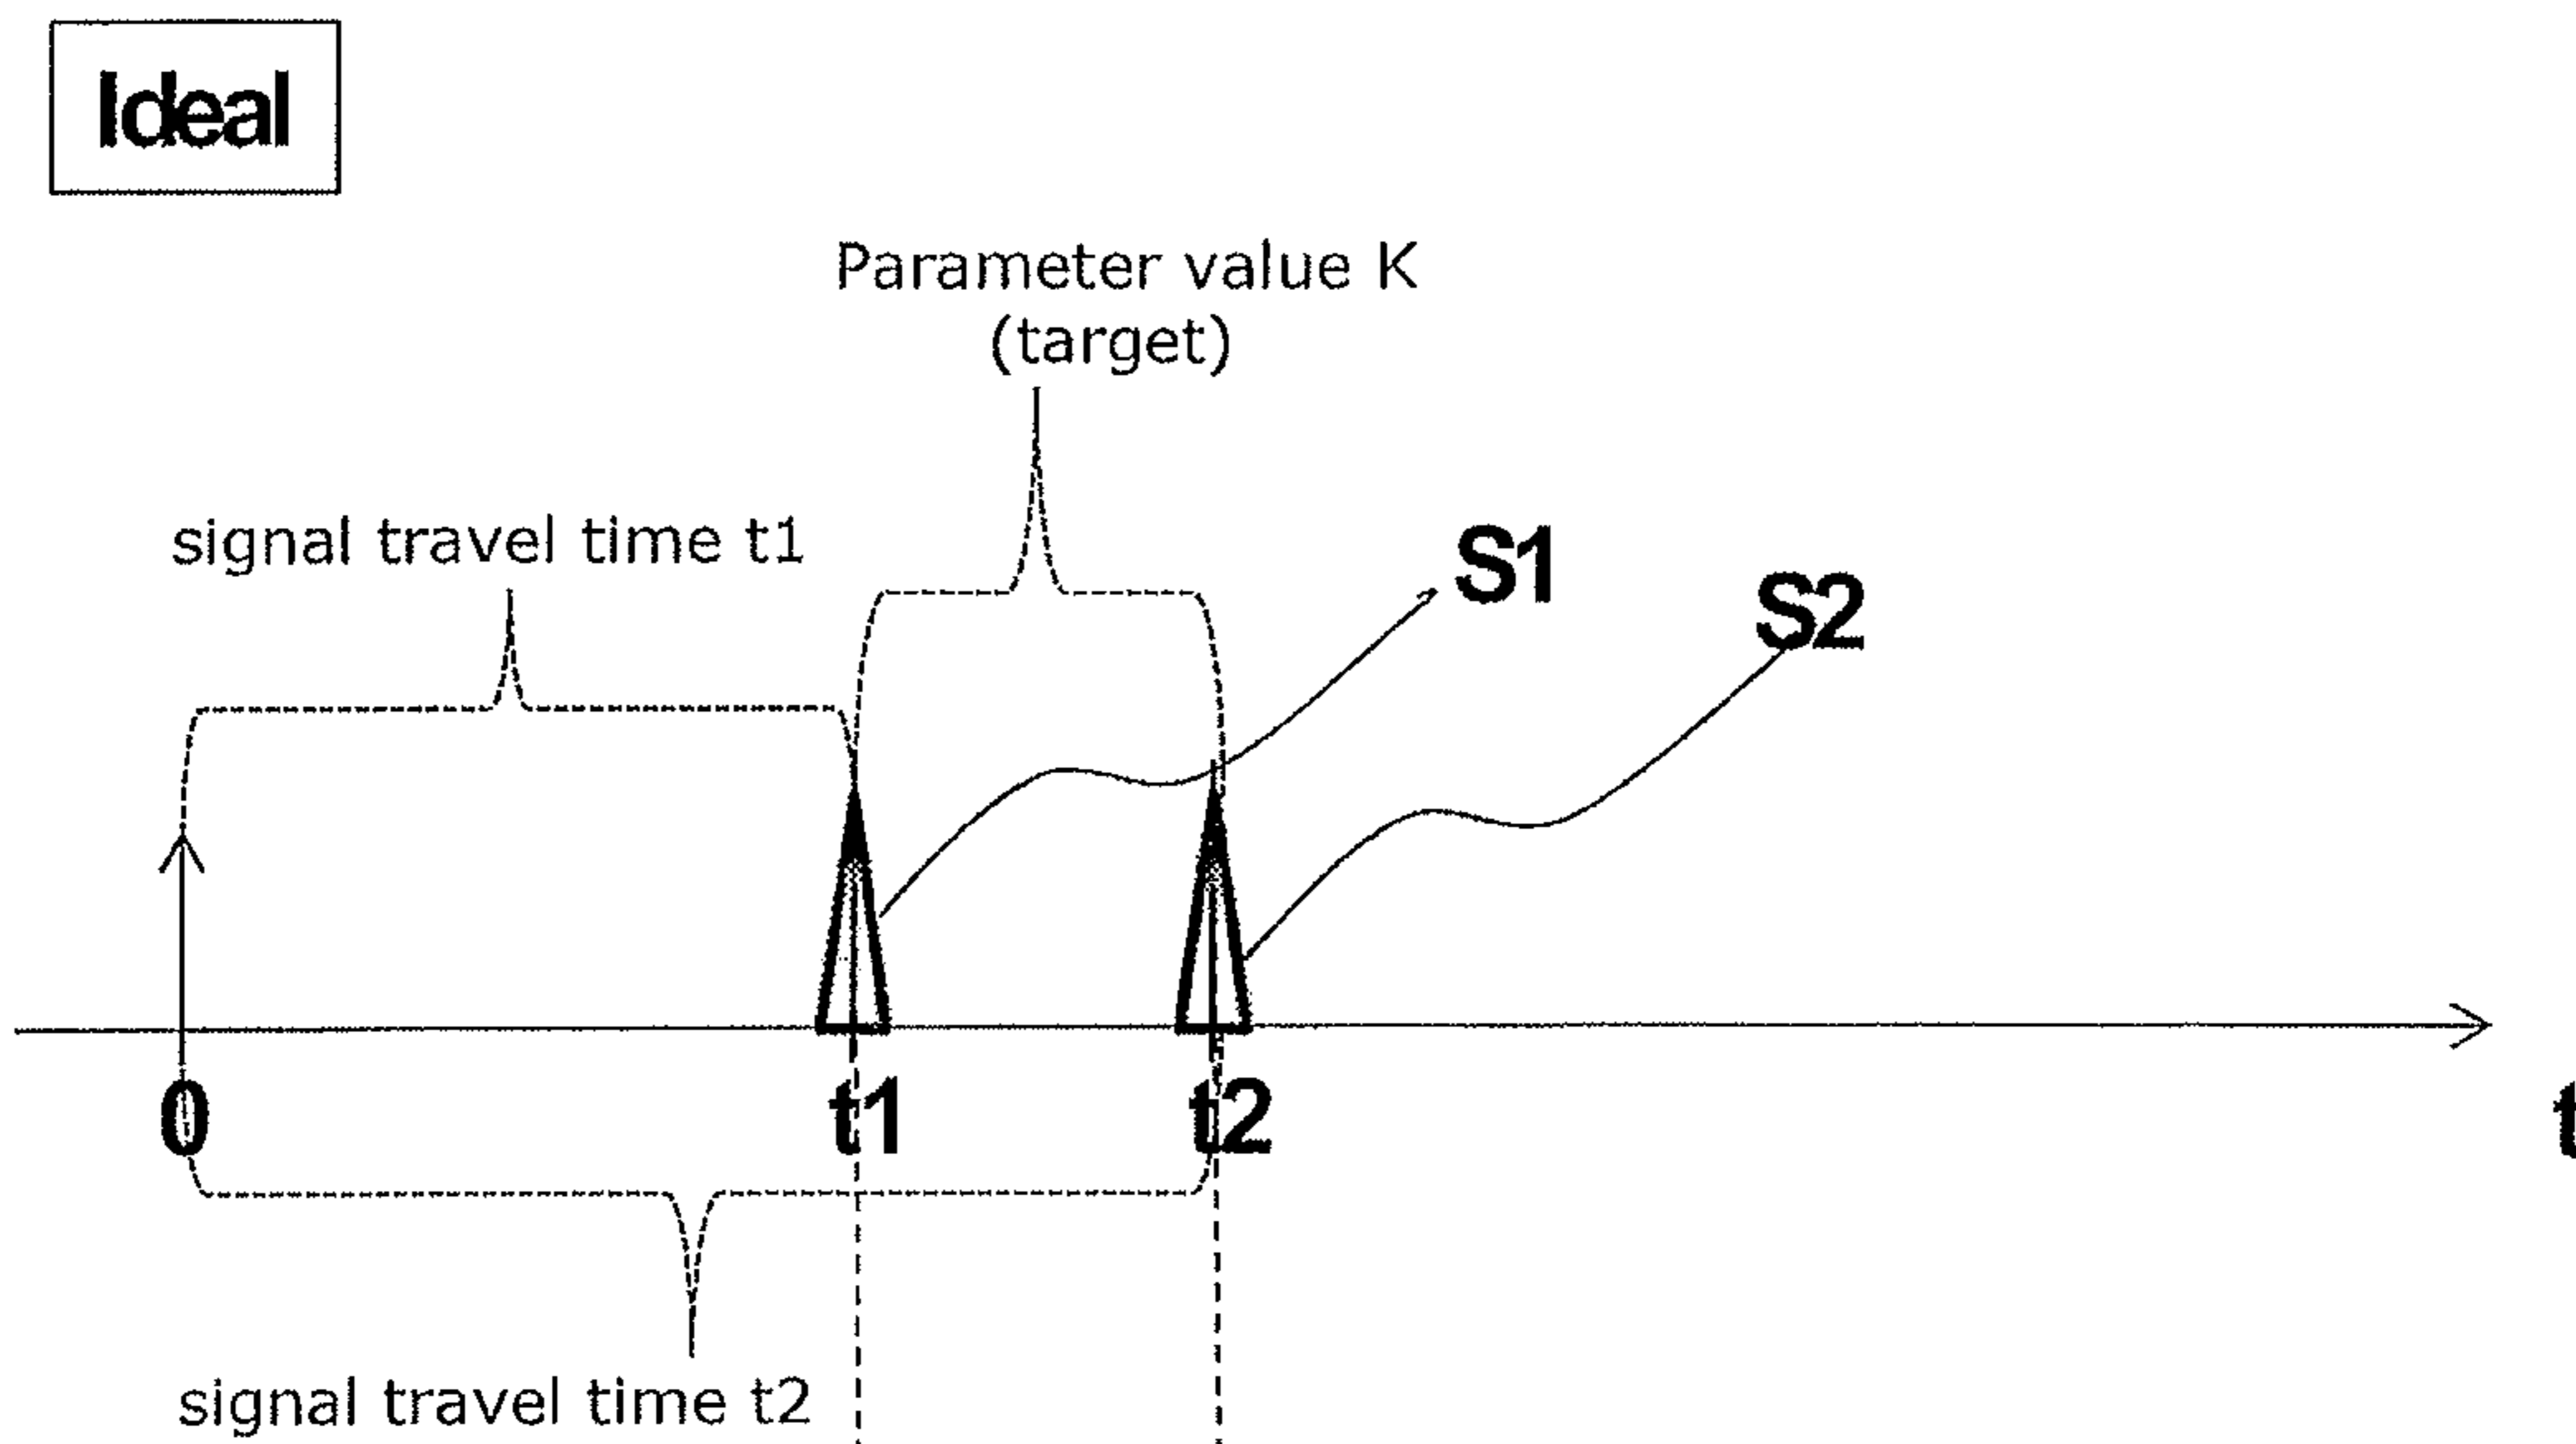 Ideal
Parameter value K
(target)
signal travel time t1
S1
S2
0
t1
t2
t
signal travel time t2